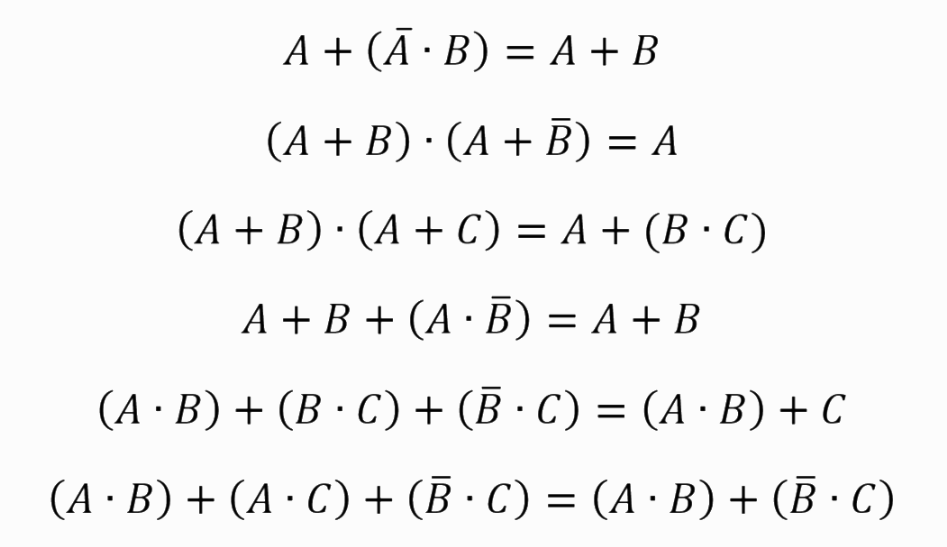 A + (Ā · B) = A + B
(A + B) · (A + B̄) = A
(A + B) · (A + C) = A + (B · C)
A + B + (A · B̄) = A + B
(A · B) + (B · C) + (B̄ · C) = (A · B) + C
(A · B) + (A · C) + (B̄ · C) = (A · B) + (B̄ · C)